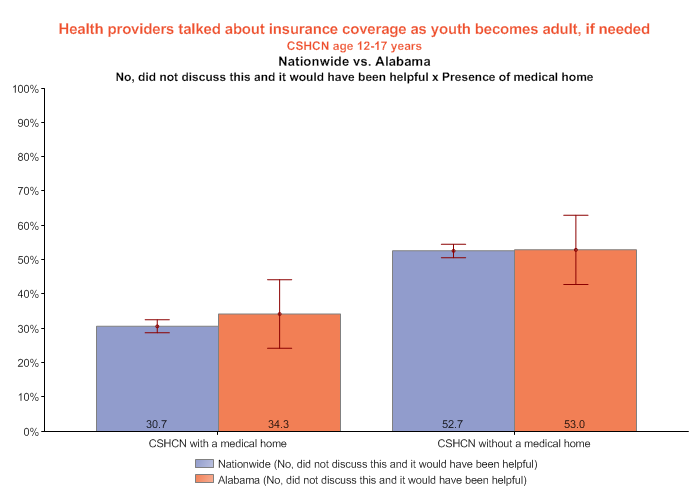 Health providers talked about insurance coverage as youth becomes adult, if needed
CSHCN age 12-17 years
Nationwide vs. Alabama
No, did not discuss this and it would have been helpful x Presence of medical home
100%
90%
80%
70%
60%
50%
40%
30%
20%
10%
0%
30.7
34.3
52.7
53.0
CSHCN with a medical home
CSHCN without a medical home
Nationwide (No, did not discuss this and it would have been helpful)
Alabama (No, did not discuss this and it would have been helpful)